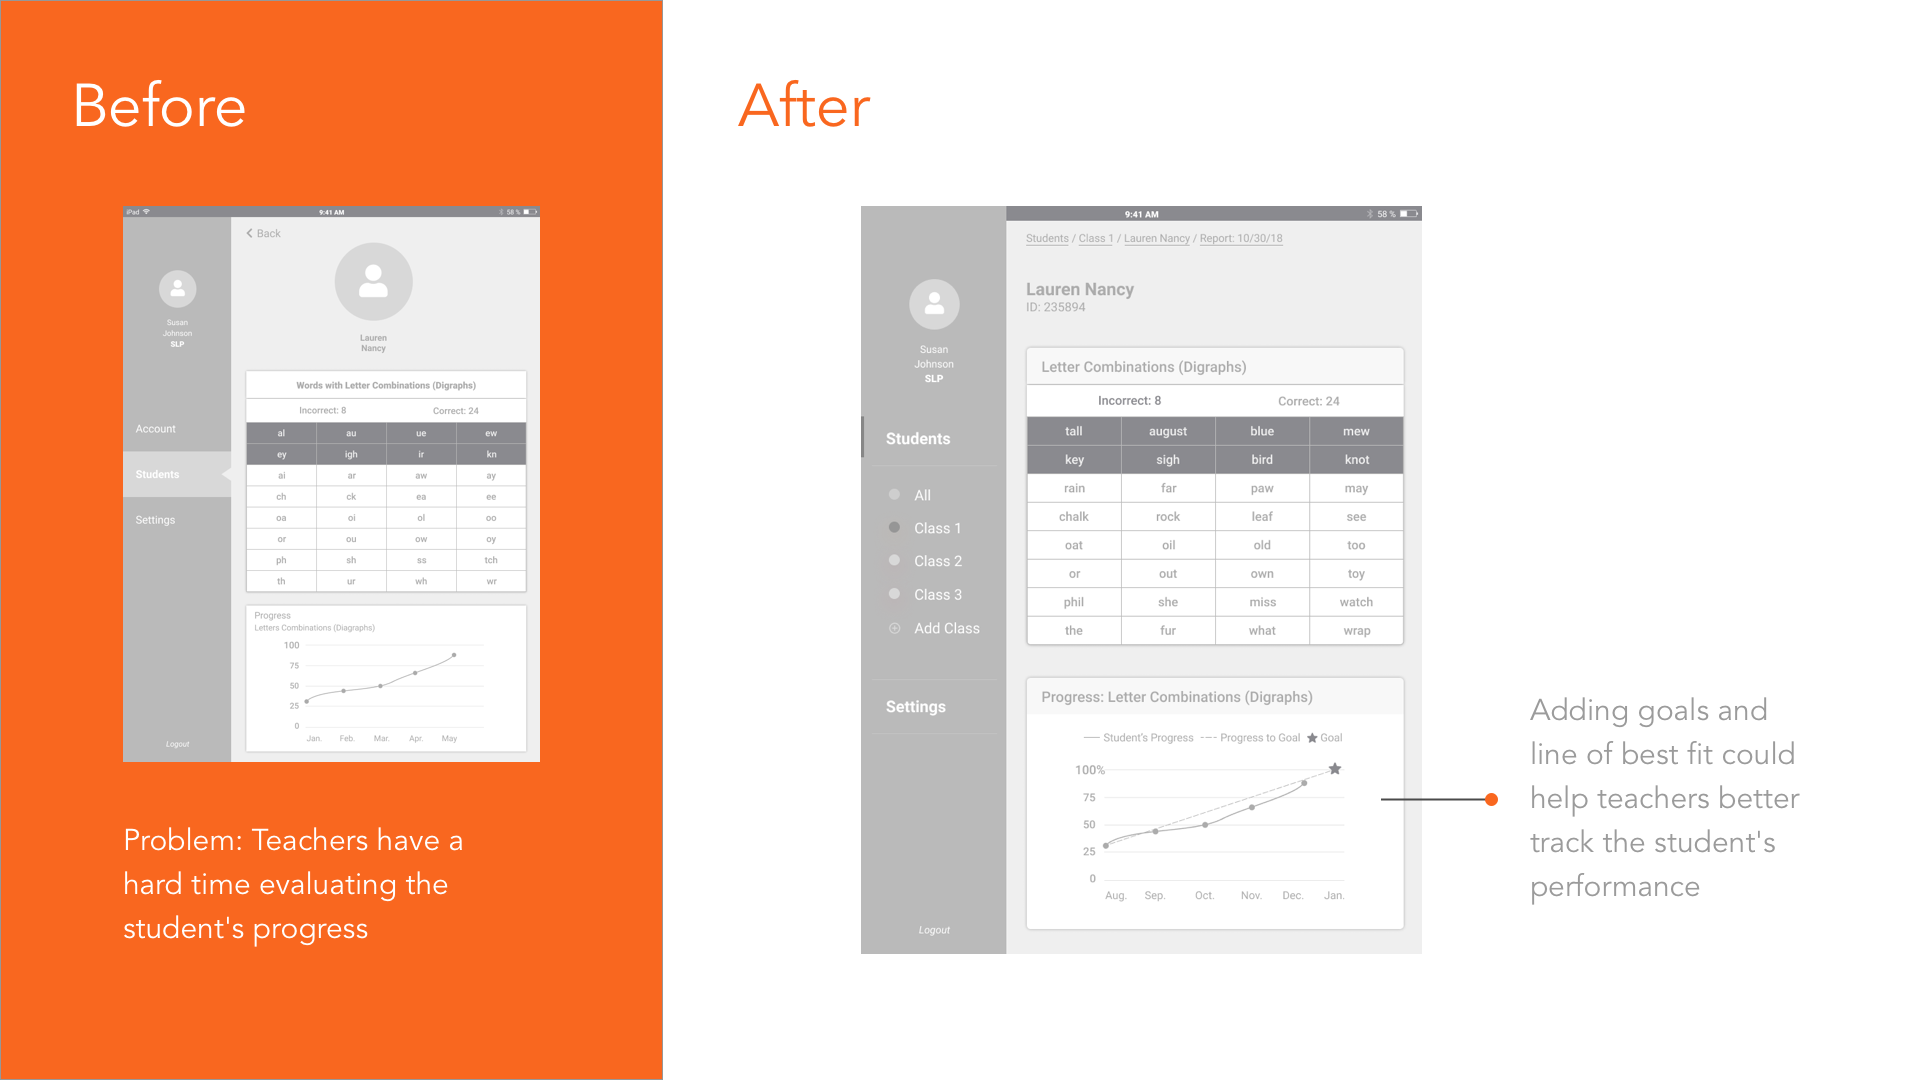 Before
iPad
9:41 AM
58 %
Back
Susan
Johnson
SLP
Lauren
Nancy
Words with Letter Combinations (Digraphs)
Incorrect: 8 Correct: 24
al au ue ew
ey igh ir kn
ai ar aw ay
ch ck ea ee
oa oi ol oo
or ou ow oy
ph sh ss tch
th ur wh wr
Account
Students
Settings
Progress
Letters Combinations (Diagraphs)
100
75
50
25
0
Jan. Feb. Mar. Apr. May
Logout
Problem: Teachers have a
hard time evaluating the
student's progress
After
9:41 AM
58 %
Students / Class 1 / Lauren Nancy / Report: 10/30/18
Susan
Johnson
SLP
Lauren Nancy
ID: 235894
Students
All
Class 1
Class 2
Class 3
Add Class
Settings
Logout
Letter Combinations (Digraphs)
Incorrect: 8 Correct: 24
tall august blue mew
key sigh bird knot
rain far paw may
chalk rock leaf see
oat oil old too
or out own toy
phil she miss watch
the fur what wrap
Progress: Letter Combinations (Digraphs)
Student's Progress Progress to Goal Goal
100%
75
50
25
0
Aug. Sep. Oct. Nov. Dec. Jan.
Adding goals and
line of best fit could
help teachers better
track the student's
performance